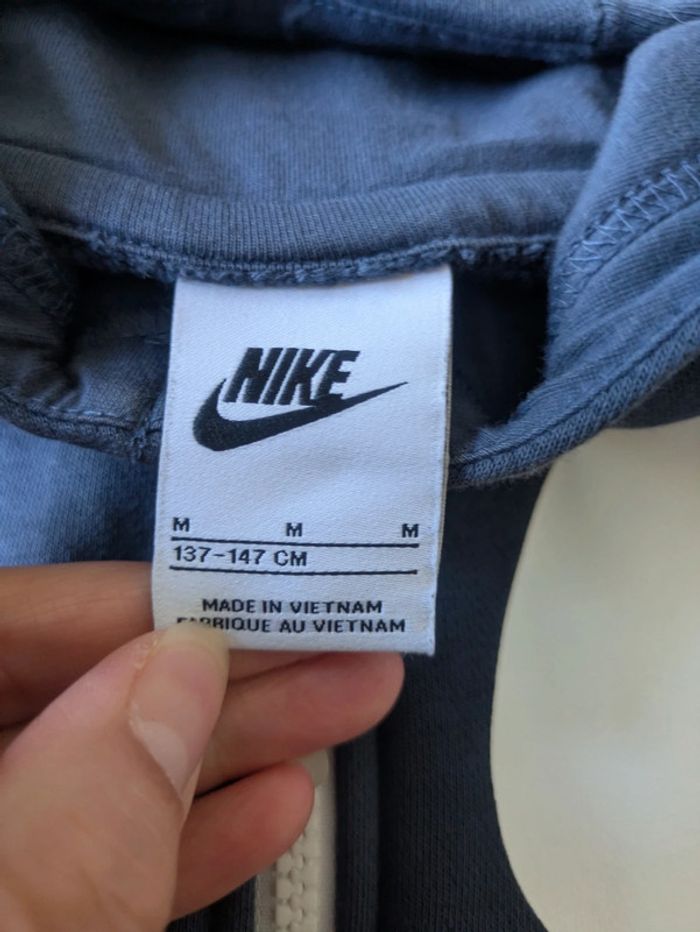 NIKE
M M M
137-147 CM
MADE IN VIETNAM
FABRIQUE AU VIETNAM